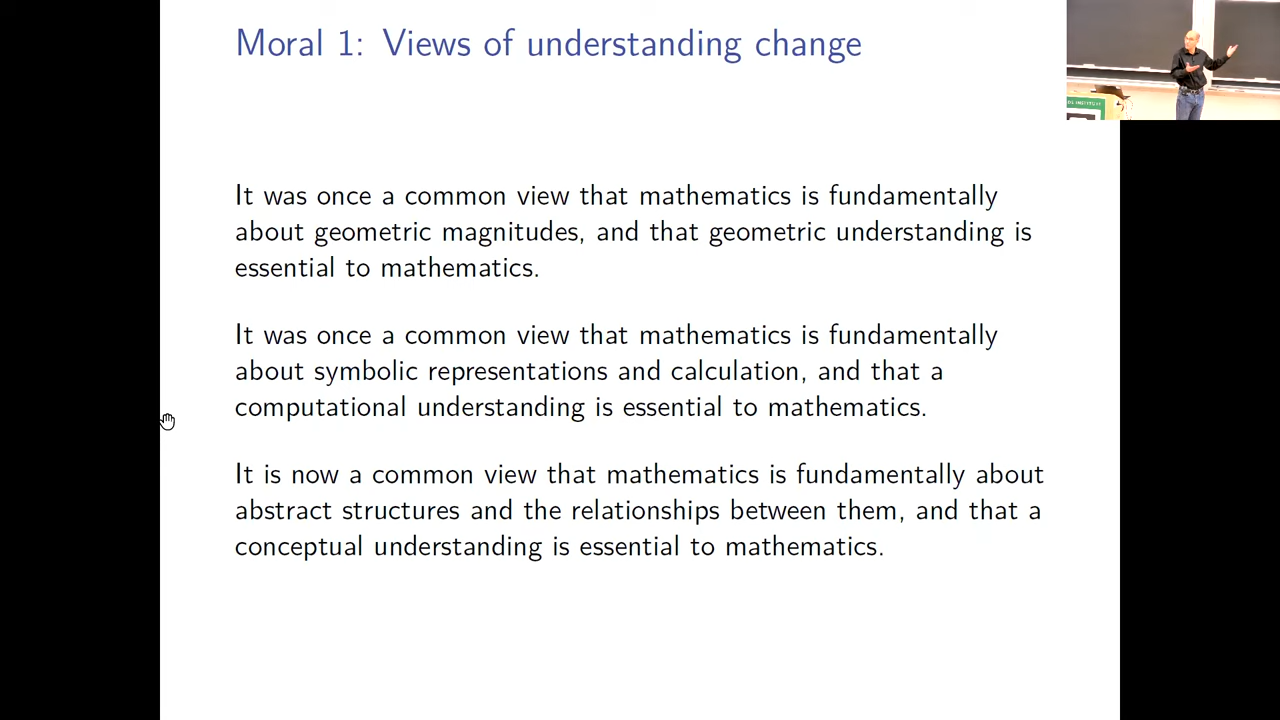 Moral 1: Views of understanding change
It was once a common view that mathematics is fundamentally
about geometric magnitudes, and that geometric understanding is
essential to mathematics.
It was once a common view that mathematics is fundamentally
about symbolic representations and calculation, and that a
computational understanding is essential to mathematics.
It is now a common view that mathematics is fundamentally about
abstract structures and the relationships between them, and that a
conceptual understanding is essential to mathematics.
INSTITUTE